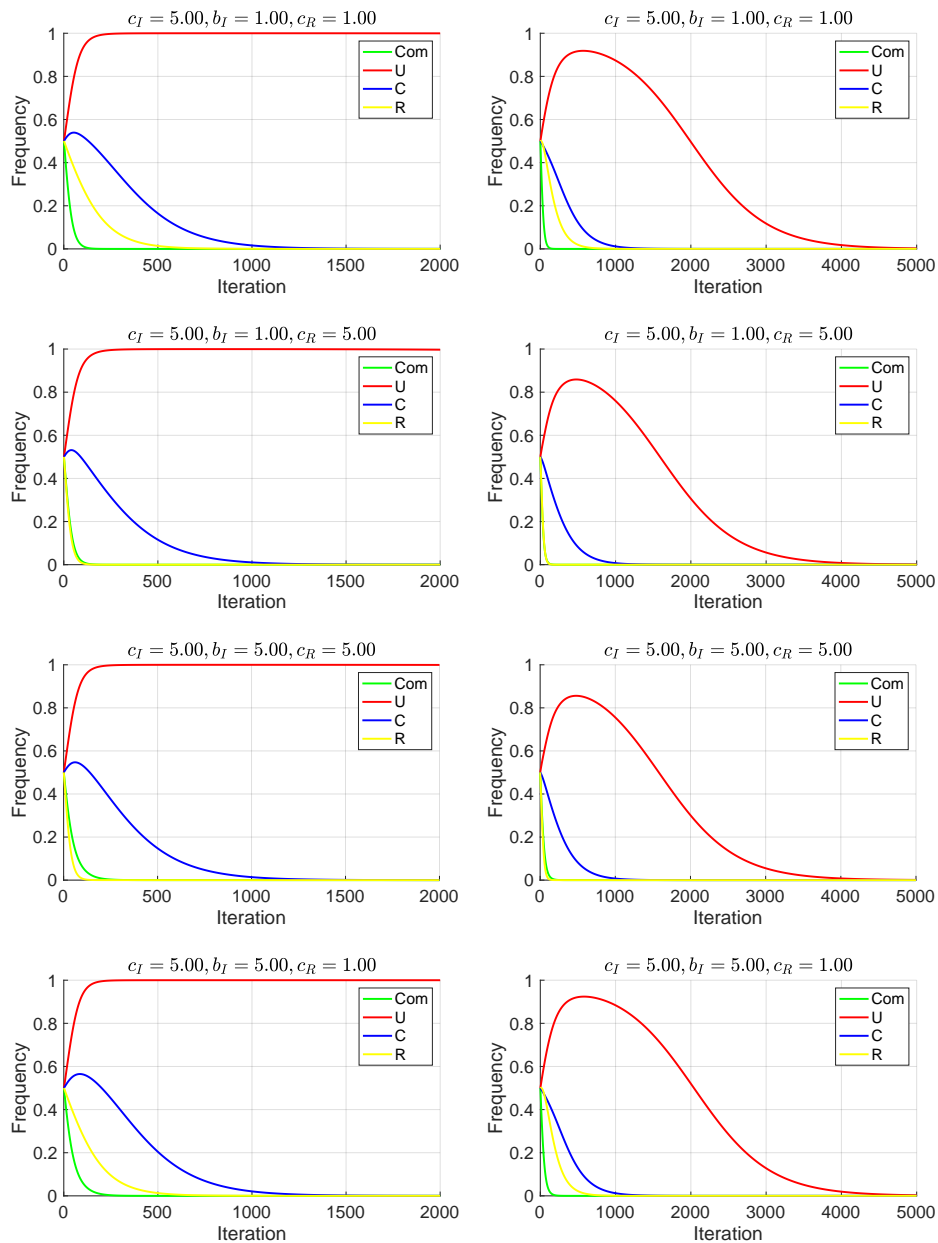 c_I = 5.00, b_I = 1.00, c_R = 1.00
1
0.8
0.6
0.4
0.2
0
Frequency
Com
U
C
R
0 500 1000 1500 2000
Iteration
c_I = 5.00, b_I = 1.00, c_R = 1.00
1
0.8
0.6
0.4
0.2
0
Frequency
Com
U
C
R
0 1000 2000 3000 4000 5000
Iteration
c_I = 5.00, b_I = 1.00, c_R = 5.00
1
0.8
0.6
0.4
0.2
0
Frequency
Com
U
C
R
0 500 1000 1500 2000
Iteration
c_I = 5.00, b_I = 1.00, c_R = 5.00
1
0.8
0.6
0.4
0.2
0
Frequency
Com
U
C
R
0 1000 2000 3000 4000 5000
Iteration
c_I = 5.00, b_I = 5.00, c_R = 5.00
1
0.8
0.6
0.4
0.2
0
Frequency
Com
U
C
R
0 500 1000 1500 2000
Iteration
c_I = 5.00, b_I = 5.00, c_R = 5.00
1
0.8
0.6
0.4
0.2
0
Frequency
Com
U
C
R
0 1000 2000 3000 4000 5000
Iteration
c_I = 5.00, b_I = 5.00, c_R = 1.00
1
0.8
0.6
0.4
0.2
0
Frequency
Com
U
C
R
0 500 1000 1500 2000
Iteration
c_I = 5.00, b_I = 5.00, c_R = 1.00
1
0.8
0.6
0.4
0.2
0
Frequency
Com
U
C
R
0 1000 2000 3000 4000 5000
Iteration